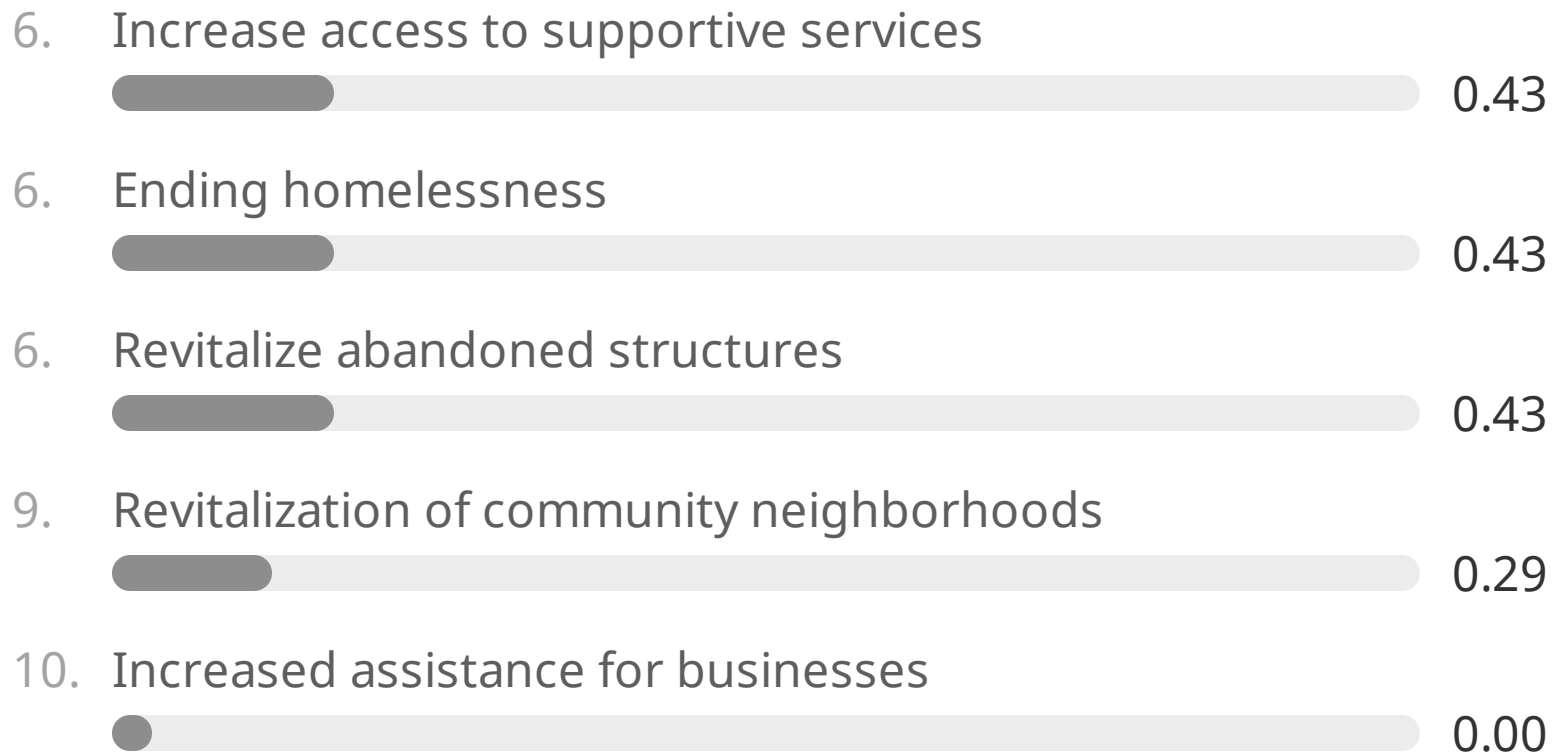 6. Increase access to supportive services
0.43
6. Ending homelessness
0.43
6. Revitalize abandoned structures
0.43
9. Revitalization of community neighborhoods
0.29
10. Increased assistance for businesses
0.00